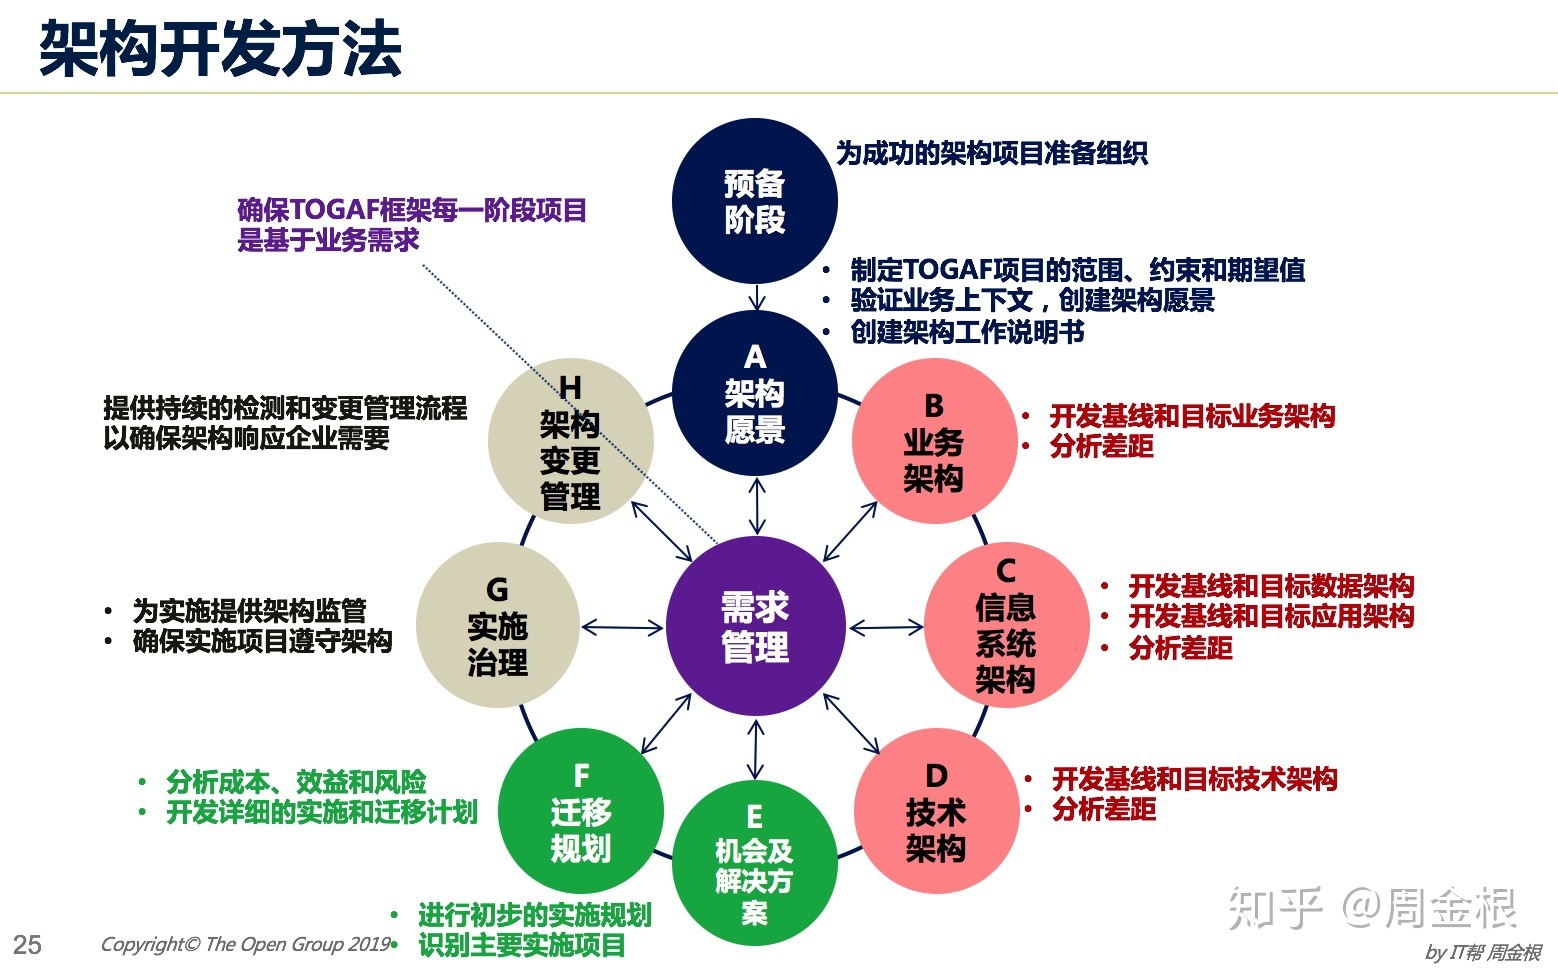 架构开发方法
预备
阶段
为成功的架构项目准备组织
确保TOGAF框架每一阶段项目
是基于业务需求
• 制定TOGAF项目的范围、约束和期望值
• 验证业务上下文，创建架构愿景
• 创建架构工作说明书
A
架构
愿景
H
架构
变更
管理
提供持续的检测和变更管理流程
以确保架构响应企业需要
B
业务
架构
• 开发基线和目标业务架构
• 分析差距
G
实施
治理
• 为实施提供架构监管
• 确保实施项目遵守架构
需求
管理
C
信息
系统
架构
• 开发基线和目标数据架构
• 开发基线和目标应用架构
• 分析差距
F
迁移
规划
• 分析成本、效益和风险
• 开发详细的实施和迁移计划
E
机会及
解决方
案
• 进行初步的实施规划
• 识别主要实施项目
D
技术
架构
• 开发基线和目标技术架构
• 分析差距
知乎 @周金根
25
Copyright© The Open Group 2019
by IT帮 周金根